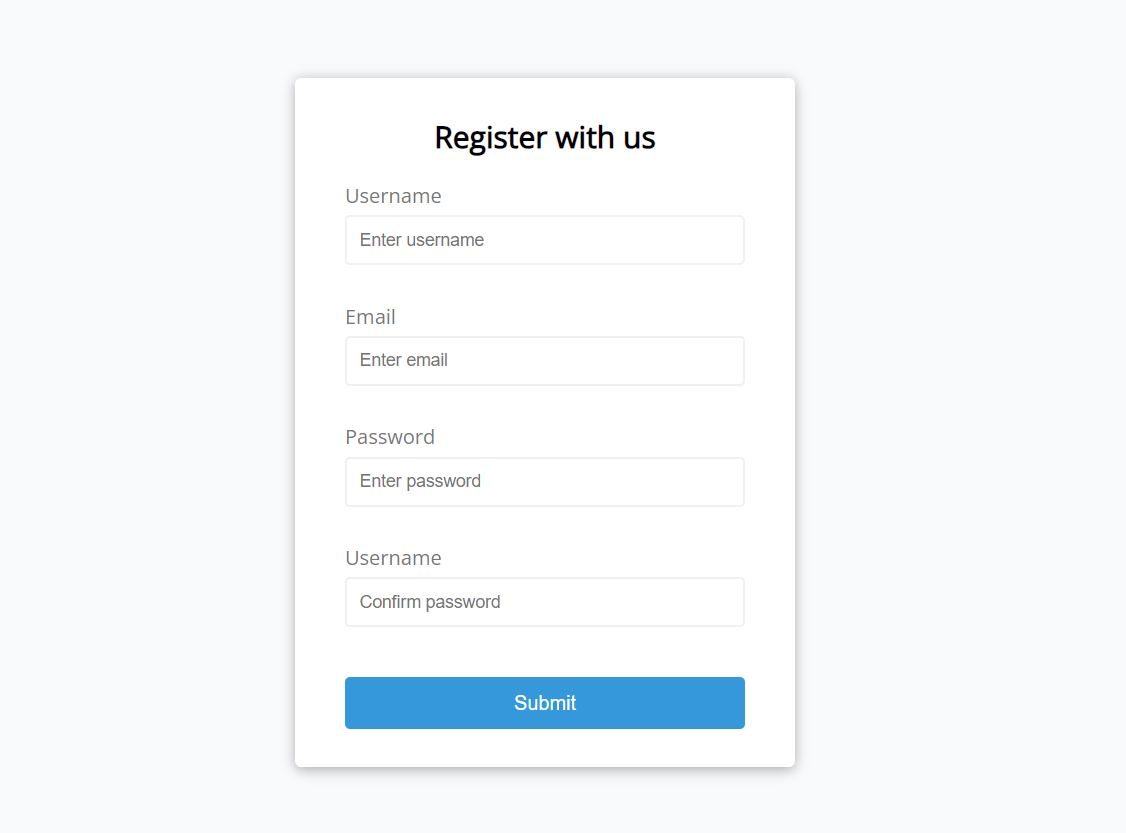 Register with us
Username
Enter username
Email
Enter email
Password
Enter password
Username
Confirm password
Submit